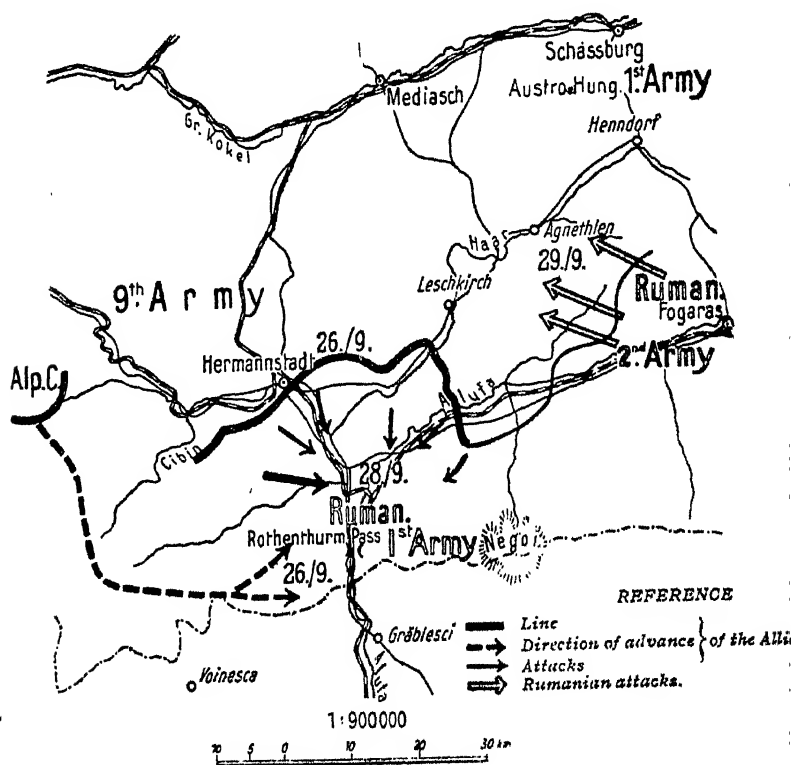 Schässburg
Austro-Hung. 1st Army
Mediasch
Gr. Kokel
Henndorf
Haar
Agnethlen
29./9.
9th Army
Leschkirch
Ruman.
Fogaras
2nd Army
26./9.
Hermannstadt
Alp.C.
Aluta
Cibin
28./9.
Ruman.
Rothenthurm Pass 1st Army
Negoi
26./9.
REFERENCE
Line
Direction of advance } of the Alli
Attacks
Rumanian attacks.
Gräblesci
Voinesca
Aluta
1:900000
10 5 0 10 20 30 km